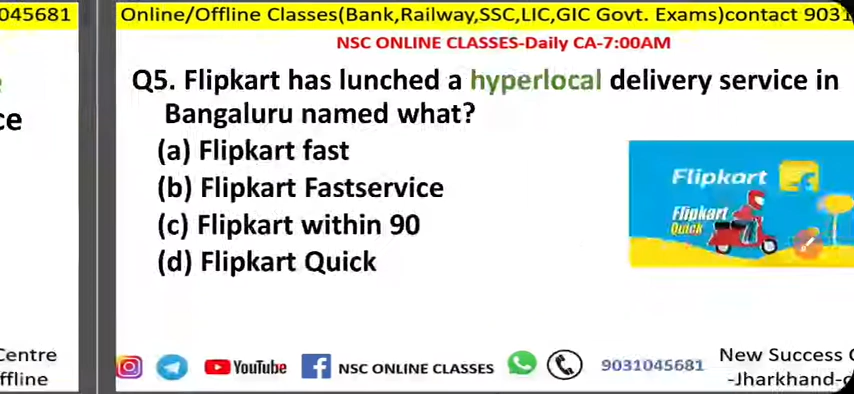 045681
Online/Offline Classes(Bank,Railway,SSC,LIC,GIC Govt. Exams)contact 9031
NSC ONLINE CLASSES-Daily CA-7:00AM
Q5. Flipkart has lunched a hyperlocal delivery service in
Bangaluru named what?
ce
(a) Flipkart fast
(b) Flipkart Fastservice
(c) Flipkart within 90
(d) Flipkart Quick
Flipkart
Flipkart
Quick
Centre
ffline
YouTube
NSC ONLINE CLASSES
9031045681
New Success
-Jharkhand-